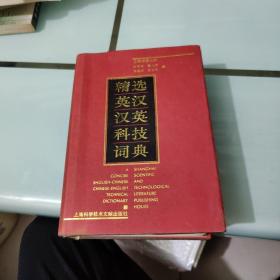 精选
英汉
汉英
科技
词典
A
CONCISE
ENGLISH-CHINESE
CHINESE-ENGLISH
TECHNICAL
DICTIONARY
SHANGHAI
SCIENTIFIC
AND
TECHNOLOGICAL
LITERATURE
PUBLISHING
HOUSE
上海科学技术文献出版社